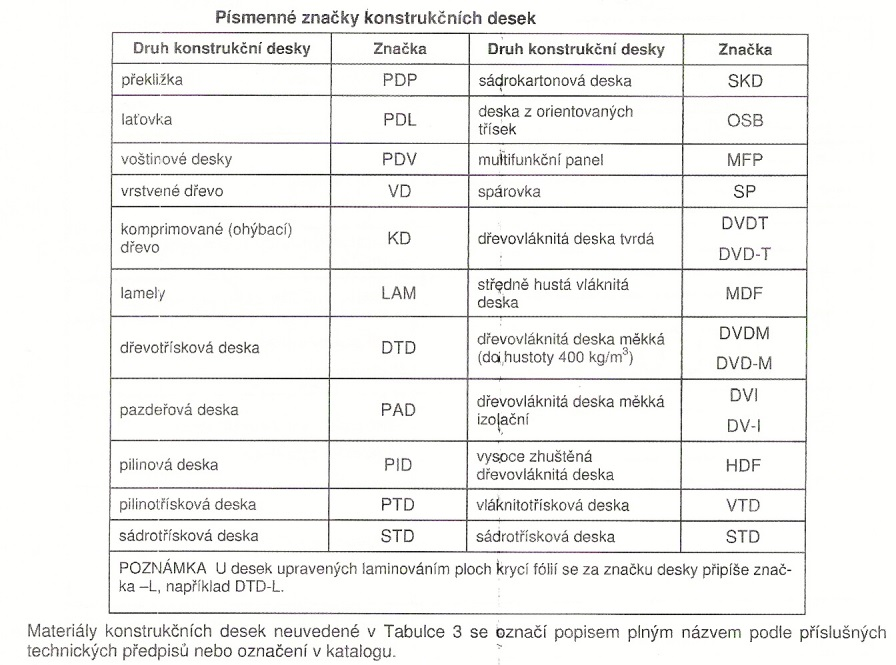 Písmenné značky konstrukčních desek
Druh konstrukční desky Značka Druh konstrukční desky Značka
překližka PDP sádrokartonová deska SKD
laťovka PDL deska z orientovaných
třísek OSB
voštinové desky PDV multifunkční panel MFP
vrstvené dřevo VD spárovka SP
komprimované (ohýbací)
dřevo KD dřevovláknitá deska tvrdá DVDT
DVD-T
lamely LAM středně hustá vláknitá
deska MDF
dřevotřísková deska DTD dřevovláknitá deska měkká
(do hustoty 400 kg/m³) DVDM
DVD-M
pazdeřová deska PAD dřevovláknitá deska měkká
izolační DVI
DV-I
pilinová deska PID vysoce zhuštěná
dřevovláknitá deska HDF
pilinotřísková deska PTD vláknitotřísková deska VTD
sádrotřísková deska STD sádrotřísková deska STD
POZNÁMKA U desek upravených laminováním ploch krycí fólií se za značku desky připíše znač-
ka –L, například DTD-L.
Materiály konstrukčních desek neuvedené v Tabulce 3 se označí popisem plným názvem podle příslušných
technických předpisů nebo označení v katalogu.